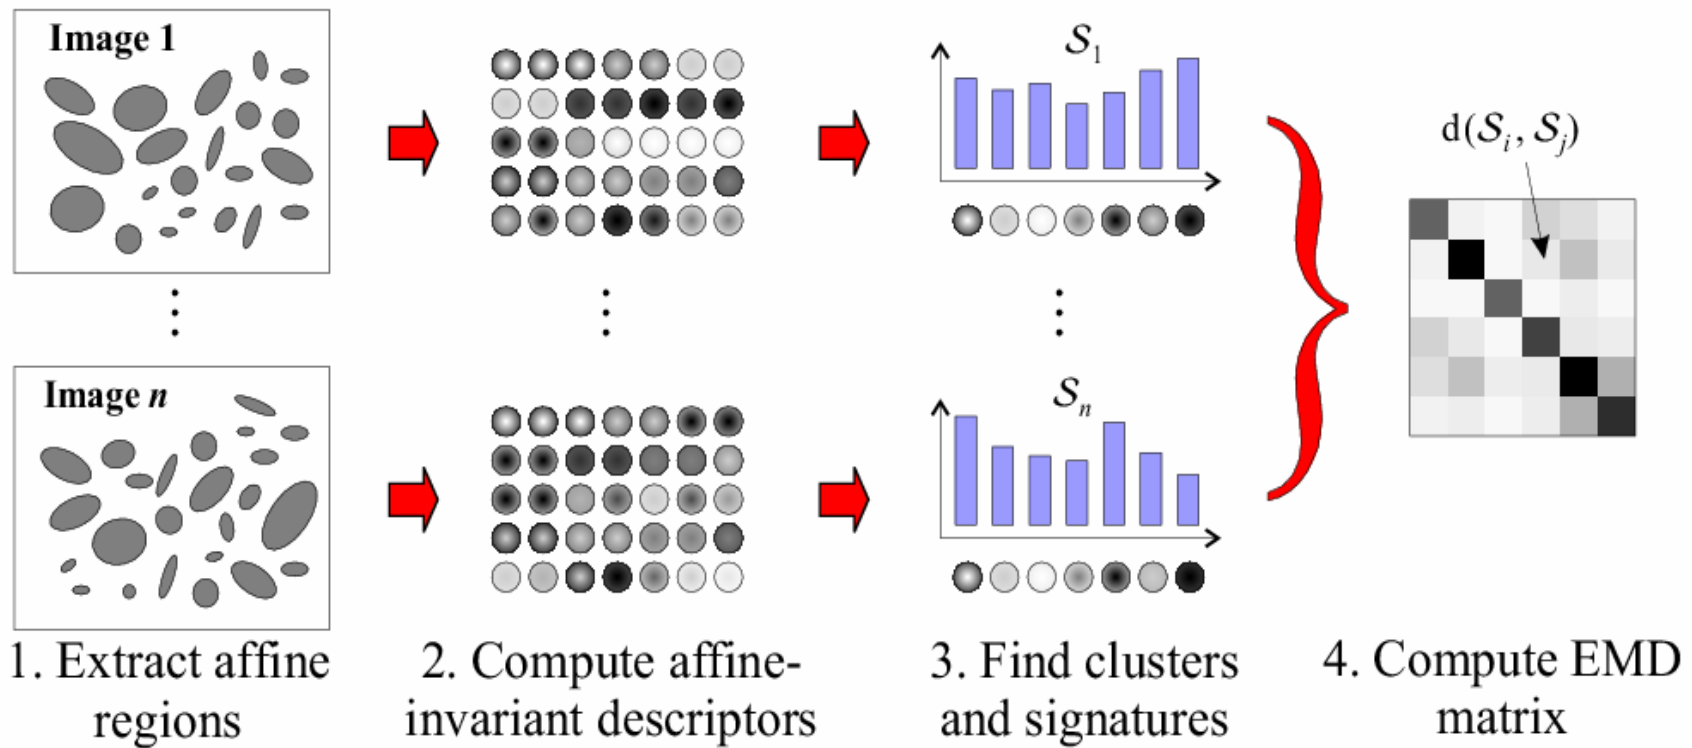 Image 1
S₁
d(Sᵢ, Sⱼ)
Image n
Sₙ
1. Extract affine
regions
2. Compute affine-
invariant descriptors
3. Find clusters
and signatures
4. Compute EMD
matrix